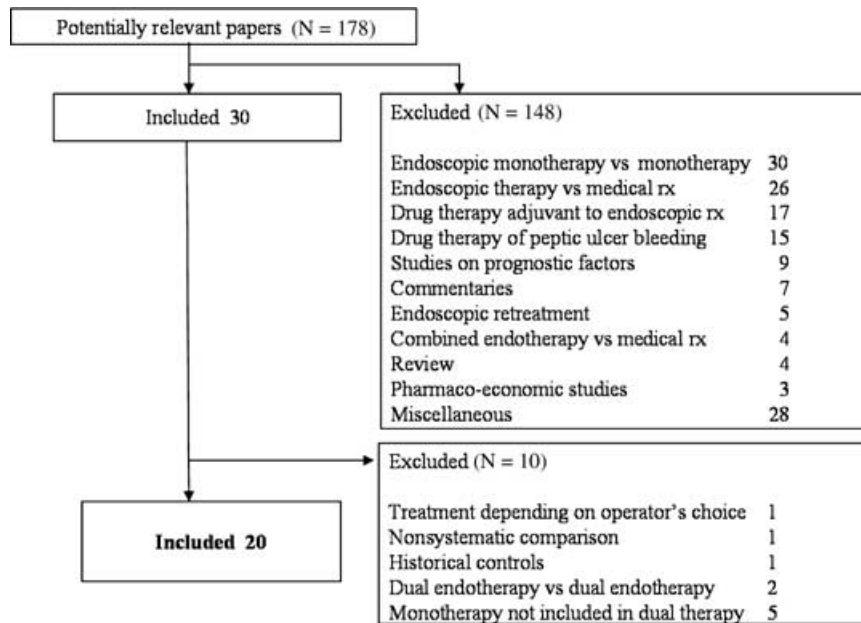 Potentially relevant papers (N = 178)
Included 30
Excluded (N = 148)
Endoscopic monotherapy vs monotherapy 30
Endoscopic therapy vs medical rx 26
Drug therapy adjuvant to endoscopic rx 17
Drug therapy of peptic ulcer bleeding 15
Studies on prognostic factors 9
Commentaries 7
Endoscopic retreatment 5
Combined endotherapy vs medical rx 4
Review 4
Pharmaco-economic studies 3
Miscellaneous 28
Excluded (N = 10)
Treatment depending on operator's choice 1
Nonsystematic comparison 1
Historical controls 1
Dual endotherapy vs dual endotherapy 2
Monotherapy not included in dual therapy 5
Included 20